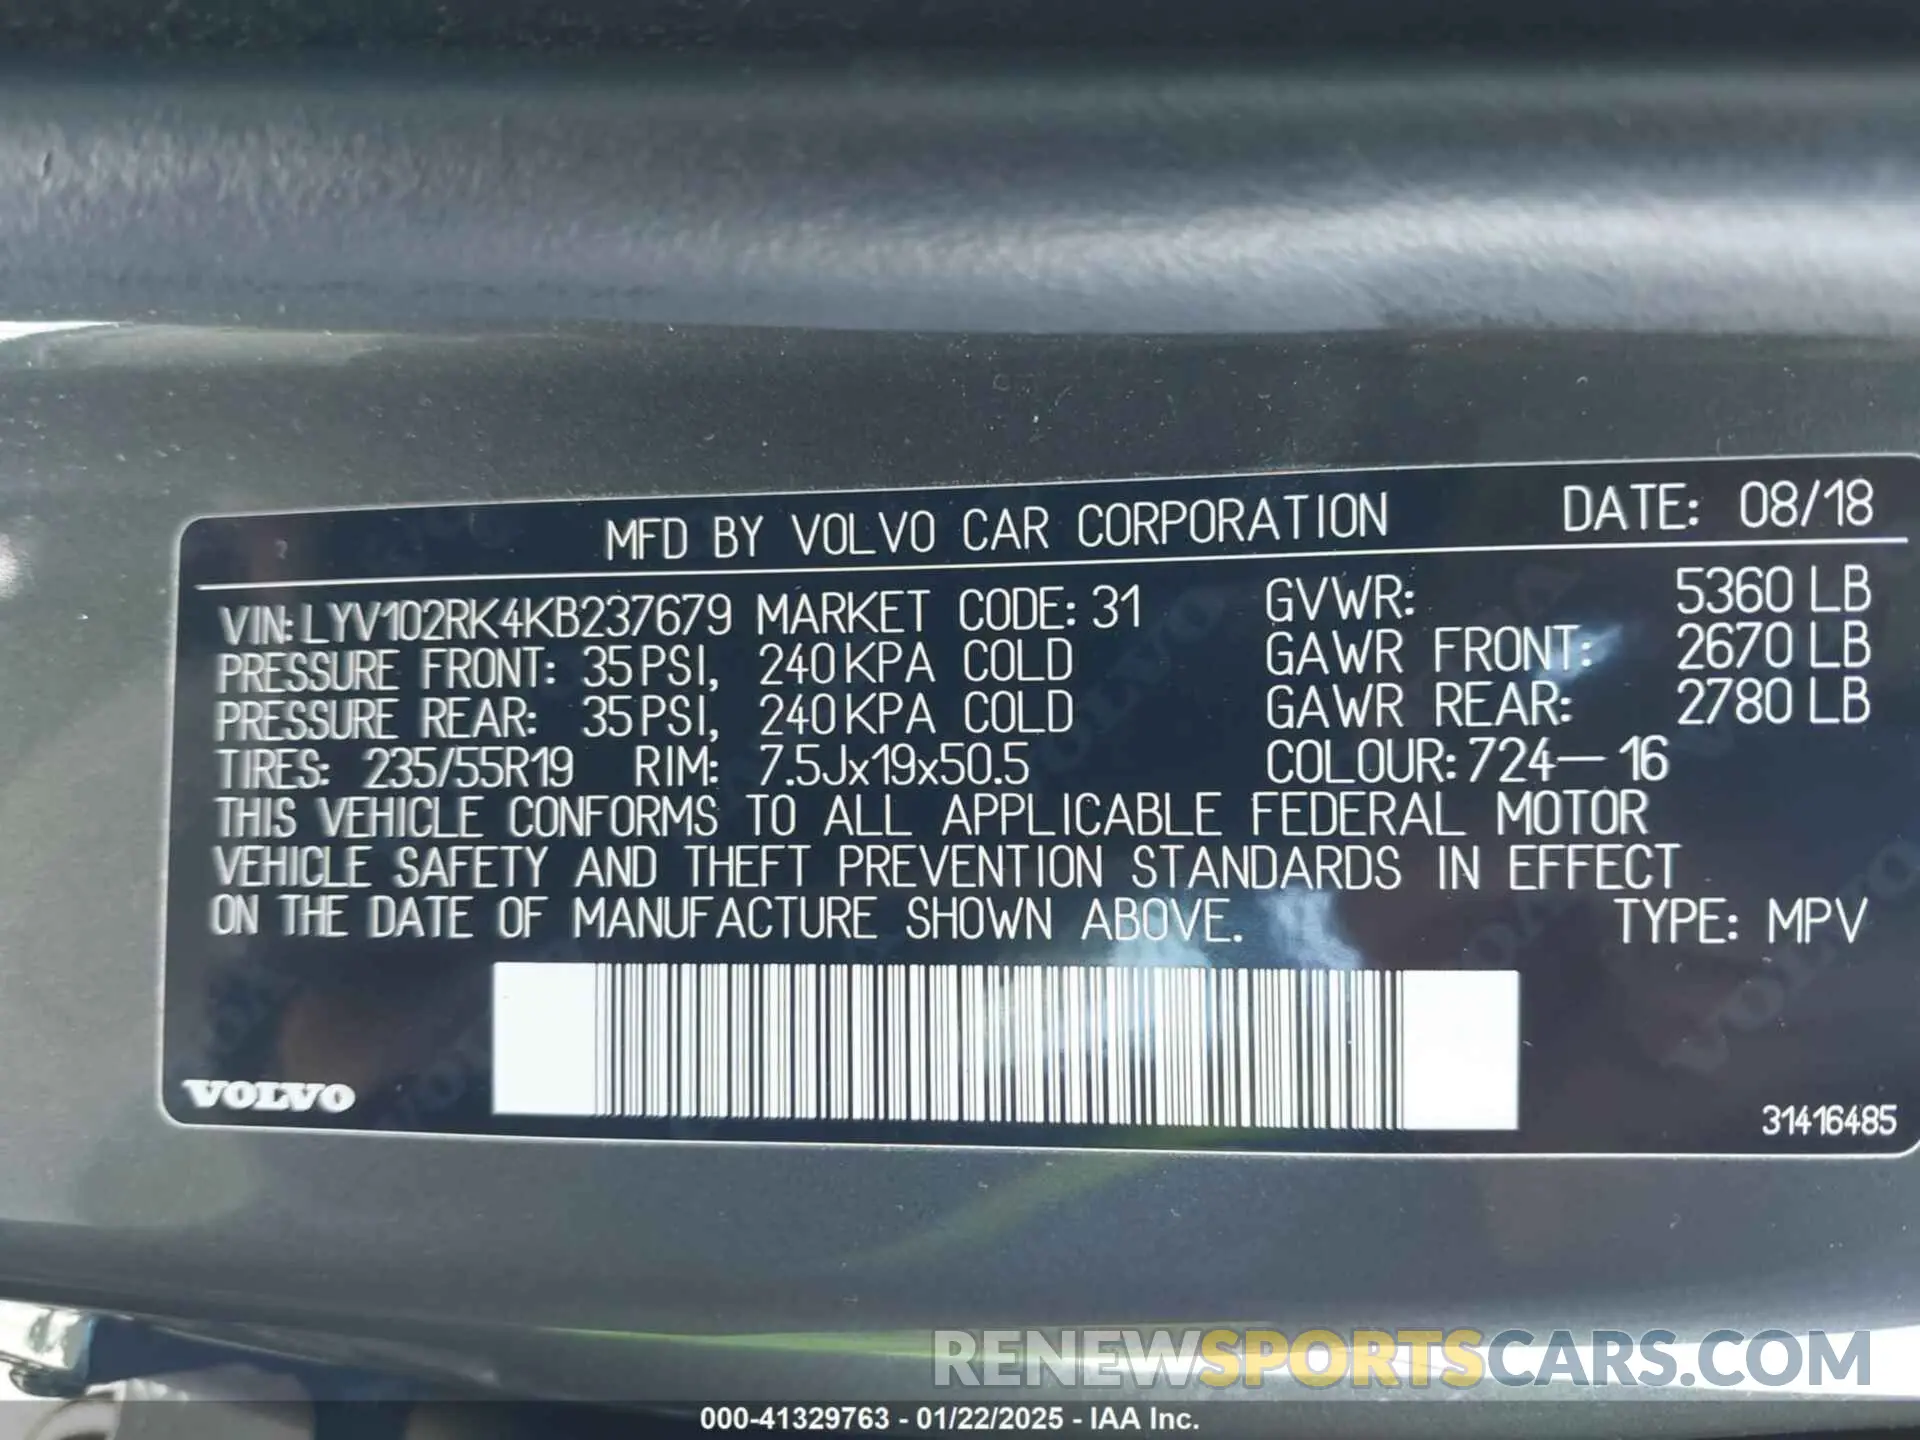 MFD BY VOLVO CAR CORPORATION DATE: 08/18
VIN: LYV102RK4KB237679 MARKET CODE: 31 GVWR: 5360 LB
PRESSURE FRONT: 35 PSI, 240 KPA COLD GAWR FRONT: 2670 LB
PRESSURE REAR: 35 PSI, 240 KPA COLD GAWR REAR: 2780 LB
TIRES: 235/55R19 RIM: 7.5Jx19x50.5 COLOUR: 724-16
THIS VEHICLE CONFORMS TO ALL APPLICABLE FEDERAL MOTOR
VEHICLE SAFETY AND THEFT PREVENTION STANDARDS IN EFFECT
ON THE DATE OF MANUFACTURE SHOWN ABOVE. TYPE: MPV
VOLVO
31416485
RENEWSPORTSCARS.COM
000-41329763 - 01/22/2025 - IAA Inc.